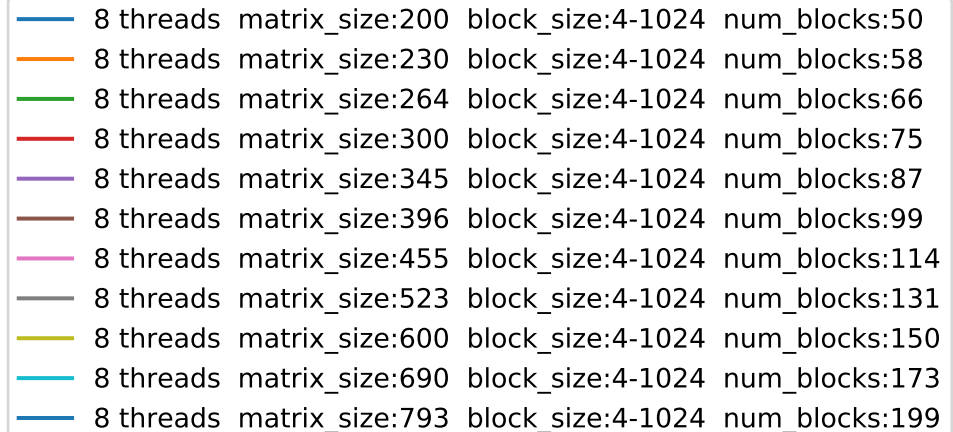 8 threads matrix_size:200 block_size:4-1024 num_blocks:50
8 threads matrix_size:230 block_size:4-1024 num_blocks:58
8 threads matrix_size:264 block_size:4-1024 num_blocks:66
8 threads matrix_size:300 block_size:4-1024 num_blocks:75
8 threads matrix_size:345 block_size:4-1024 num_blocks:87
8 threads matrix_size:396 block_size:4-1024 num_blocks:99
8 threads matrix_size:455 block_size:4-1024 num_blocks:114
8 threads matrix_size:523 block_size:4-1024 num_blocks:131
8 threads matrix_size:600 block_size:4-1024 num_blocks:150
8 threads matrix_size:690 block_size:4-1024 num_blocks:173
8 threads matrix_size:793 block_size:4-1024 num_blocks:199